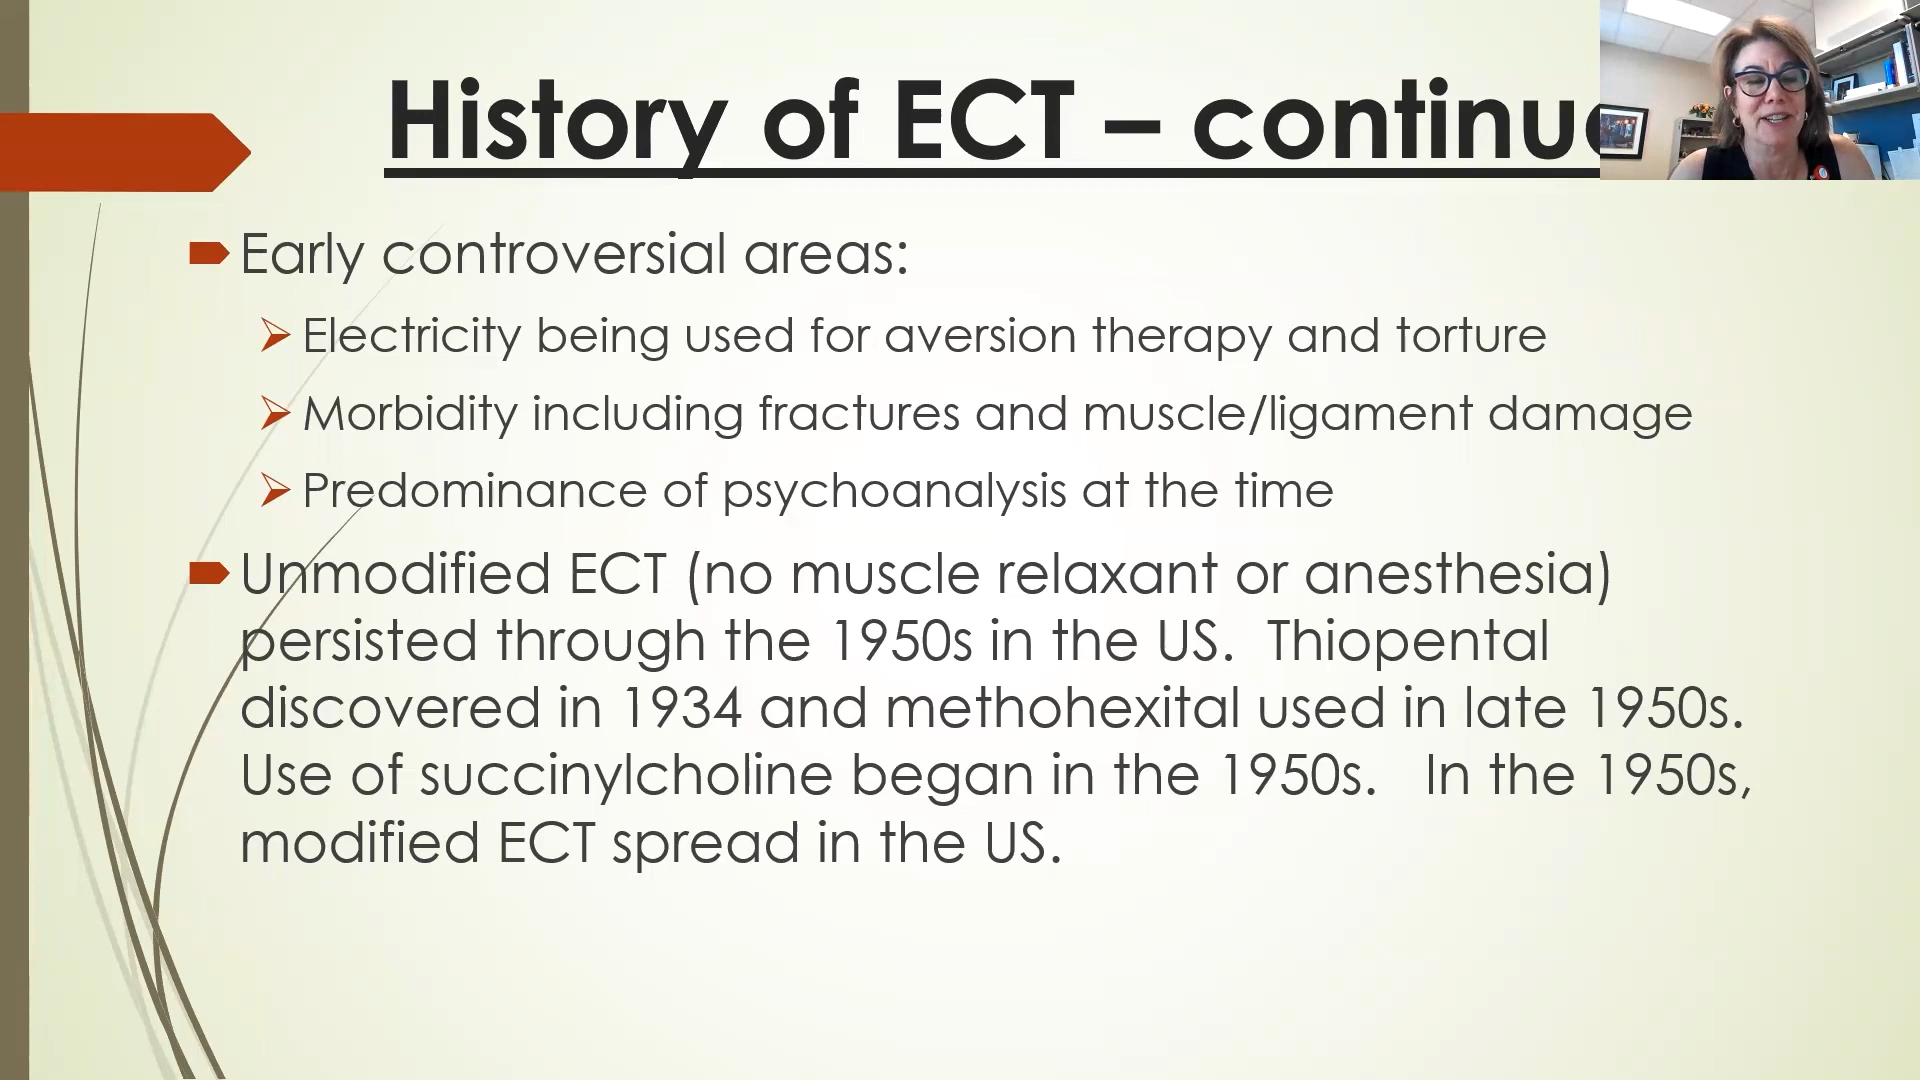 History of ECT – continu
Early controversial areas:
Electricity being used for aversion therapy and torture
Morbidity including fractures and muscle/ligament damage
Predominance of psychoanalysis at the time
Unmodified ECT (no muscle relaxant or anesthesia)
persisted through the 1950s in the US.  Thiopental
discovered in 1934 and methohexital used in late 1950s.
Use of succinylcholine began in the 1950s.   In the 1950s,
modified ECT spread in the US.